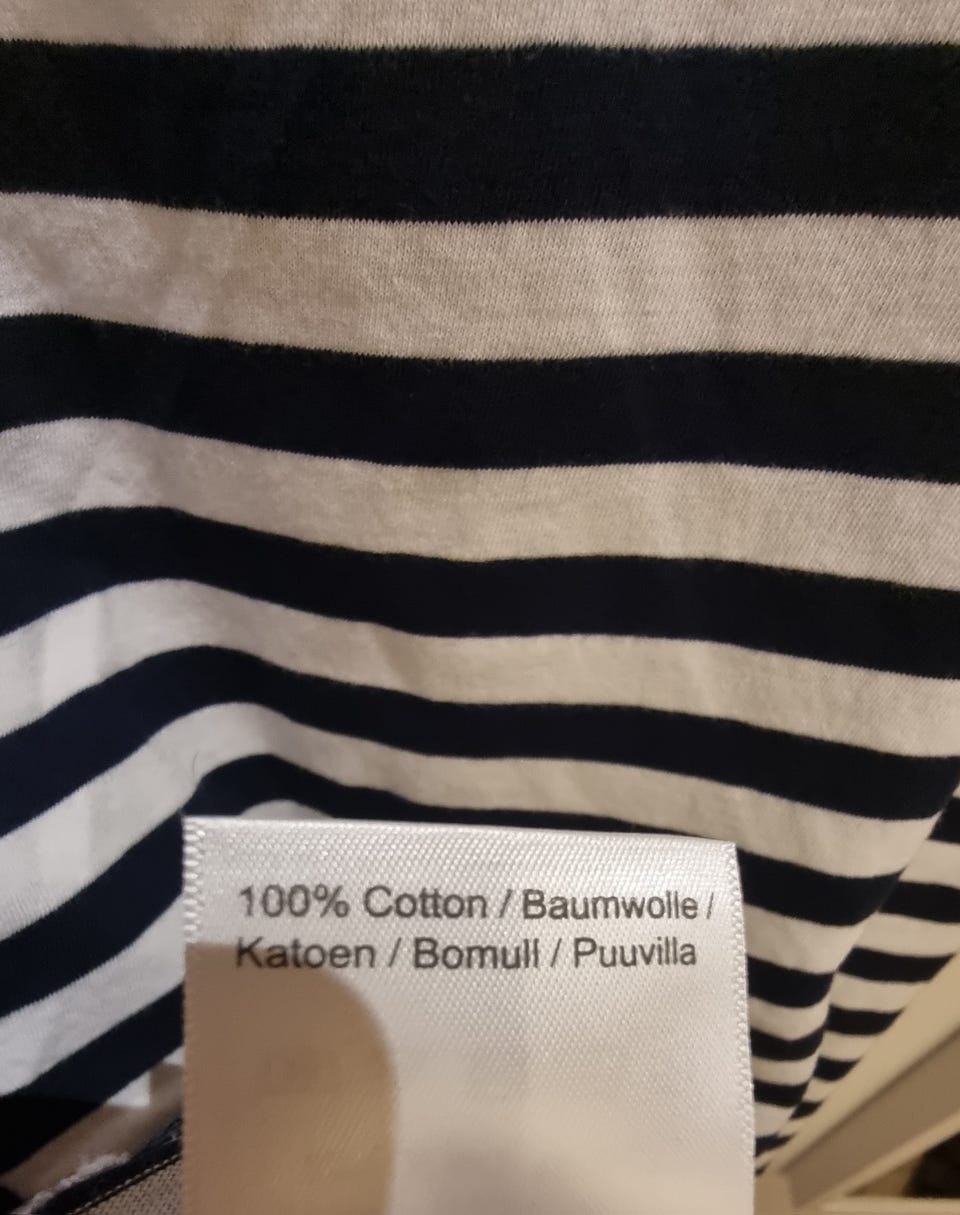 100% Cotton / Baumwolle /
Katoen / Bomull / Puuvilla